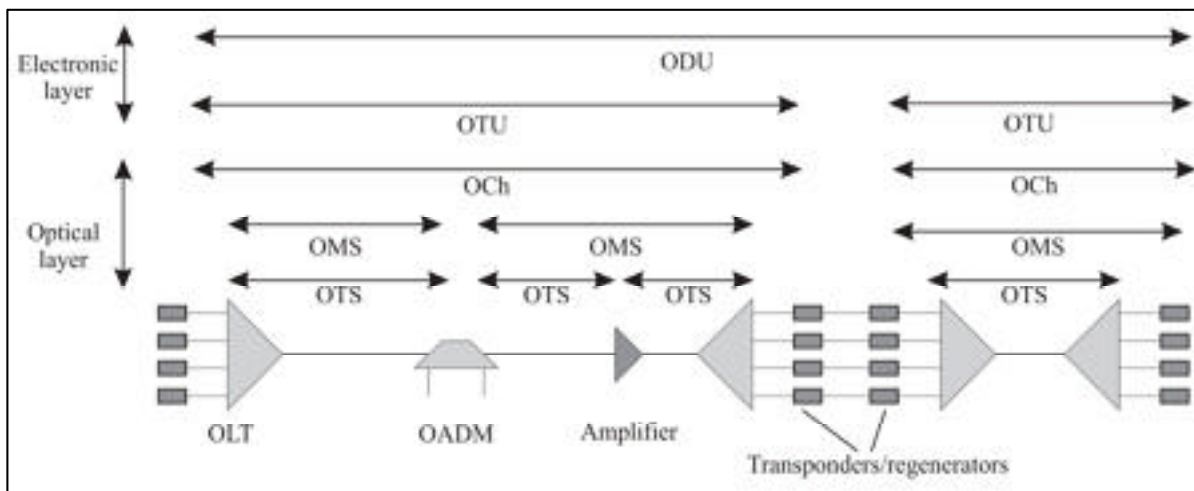 ODU
Electronic
layer
OTU
OTU
OCh
OCh
Optical
layer
OMS
OMS
OMS
OTS
OTS
OTS
OTS
OLT
OADM
Amplifier
Transponders/regenerators